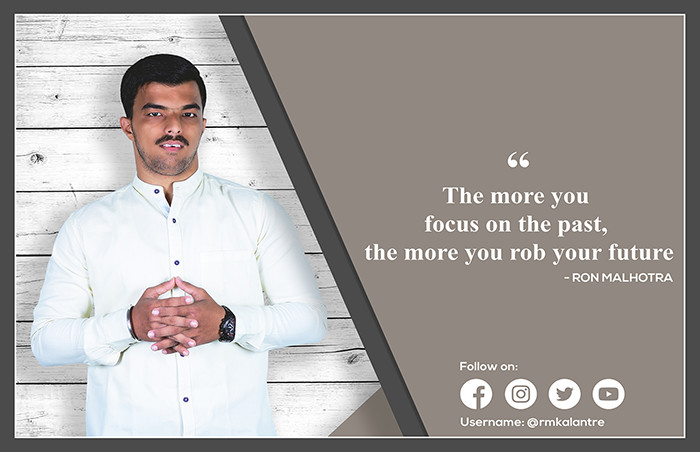 “
The more you
focus on the past,
the more you rob your future
- RON MALHOTRA
Follow on:
Username: @rmkalantre